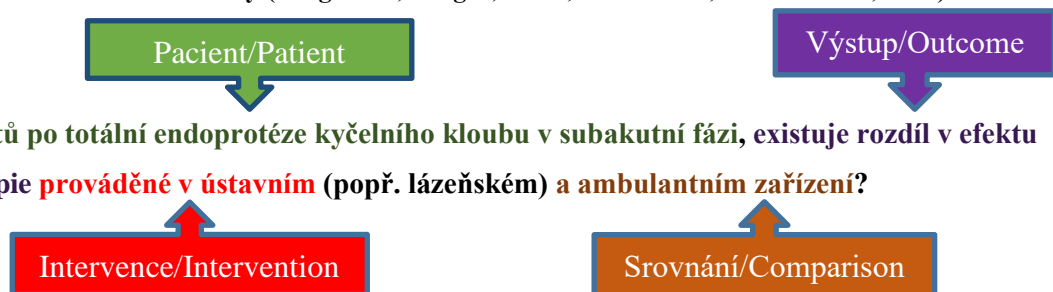 Pacient/Patient
Výstup/Outcome
tů po totální endoprotéze kyčelního kloubu v subakutní fázi, existuje rozdíl v efektu
pie prováděné v ústavním (popř. lázeňském) a ambulantním zařízení?
Intervence/Intervention
Srovnání/Comparison